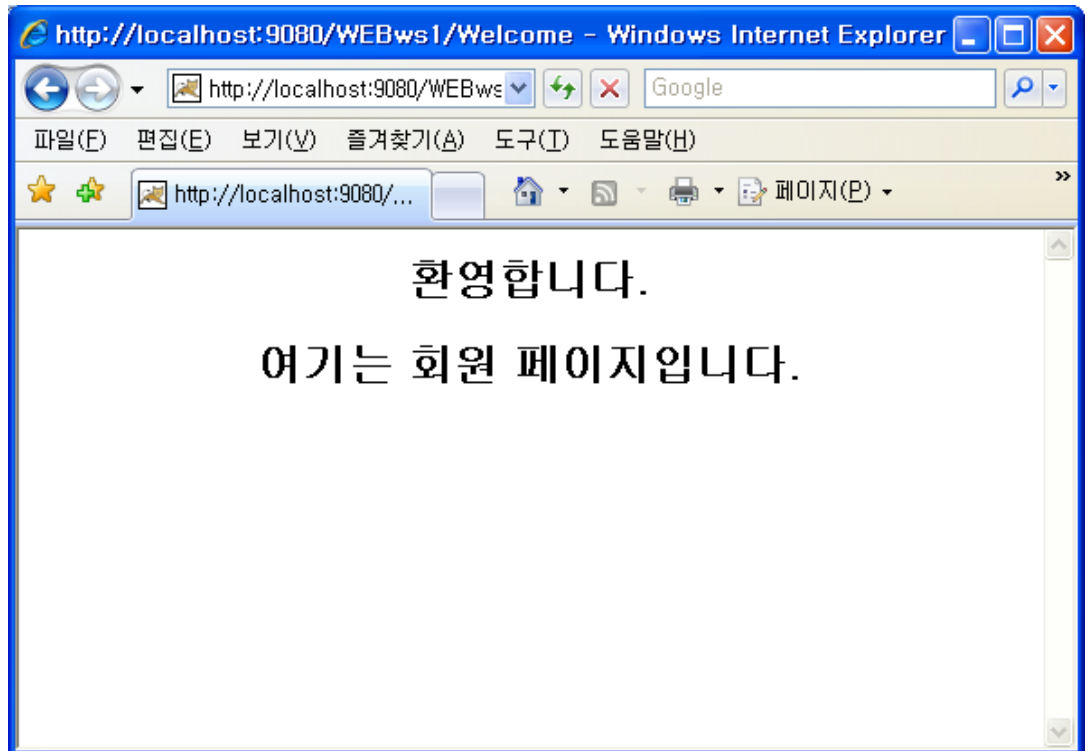 http://localhost:9080/WEBws1/Welcome - Windows Internet Explorer
http://localhost:9080/WEBws
Google
파일(F) 편집(E) 보기(V) 즐겨찾기(A) 도구(T) 도움말(H)
http://localhost:9080/... 페이지(P) »
환영합니다.
여기는 회원 페이지입니다.